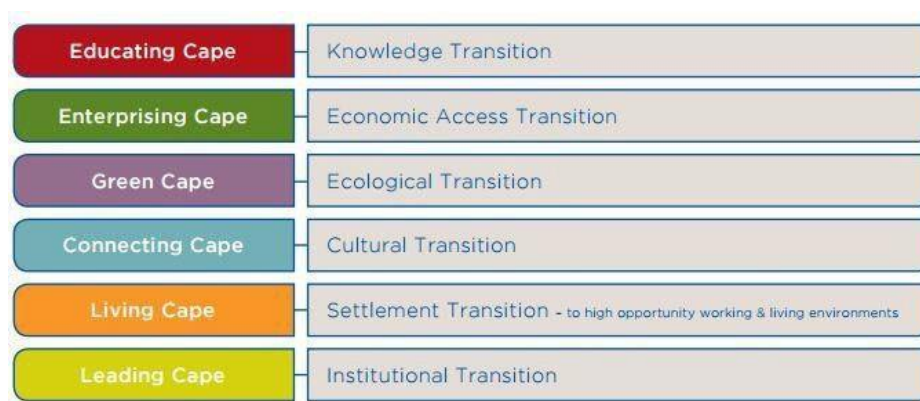 Educating Cape
Knowledge Transition
Enterprising Cape
Economic Access Transition
Green Cape
Ecological Transition
Connecting Cape
Cultural Transition
Living Cape
Settlement Transition - to high opportunity working & living environments
Leading Cape
Institutional Transition